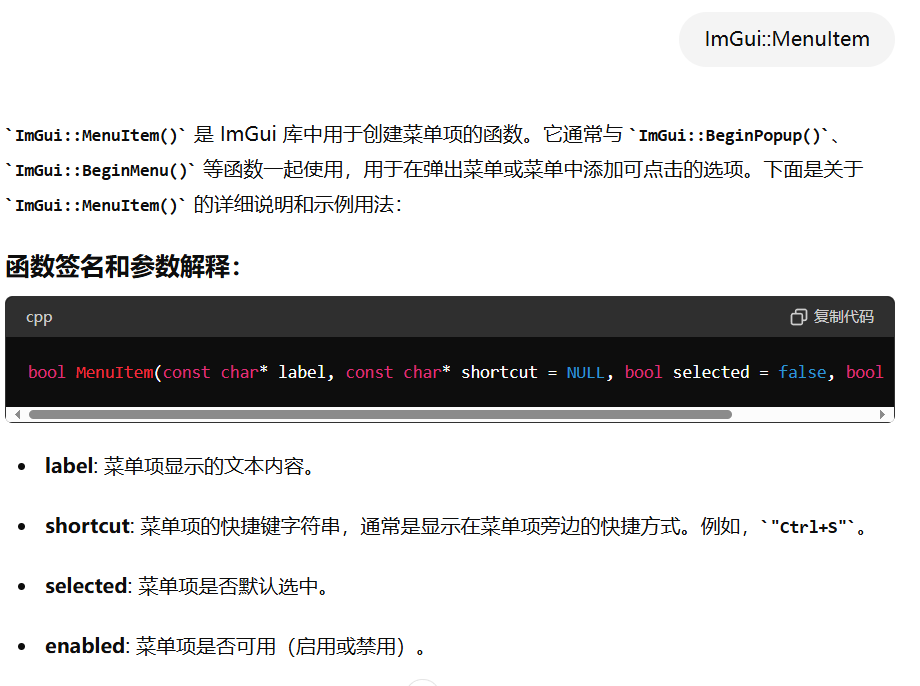 ImGui::MenuItem
`ImGui::MenuItem()` 是 ImGui 库中用于创建菜单项的函数。它通常与 `ImGui::BeginPopup()`、
`ImGui::BeginMenu()` 等函数一起使用，用于在弹出菜单或菜单中添加可点击的选项。下面是关于
`ImGui::MenuItem()` 的详细说明和示例用法：
函数签名和参数解释：
cpp
复制代码
bool MenuItem(const char* label, const char* shortcut = NULL, bool selected = false, bool
label: 菜单项显示的文本内容。
shortcut: 菜单项的快捷键字符串，通常是显示在菜单项旁边的快捷方式。例如，`"Ctrl+S"`。
selected: 菜单项是否默认选中。
enabled: 菜单项是否可用（启用或禁用）。